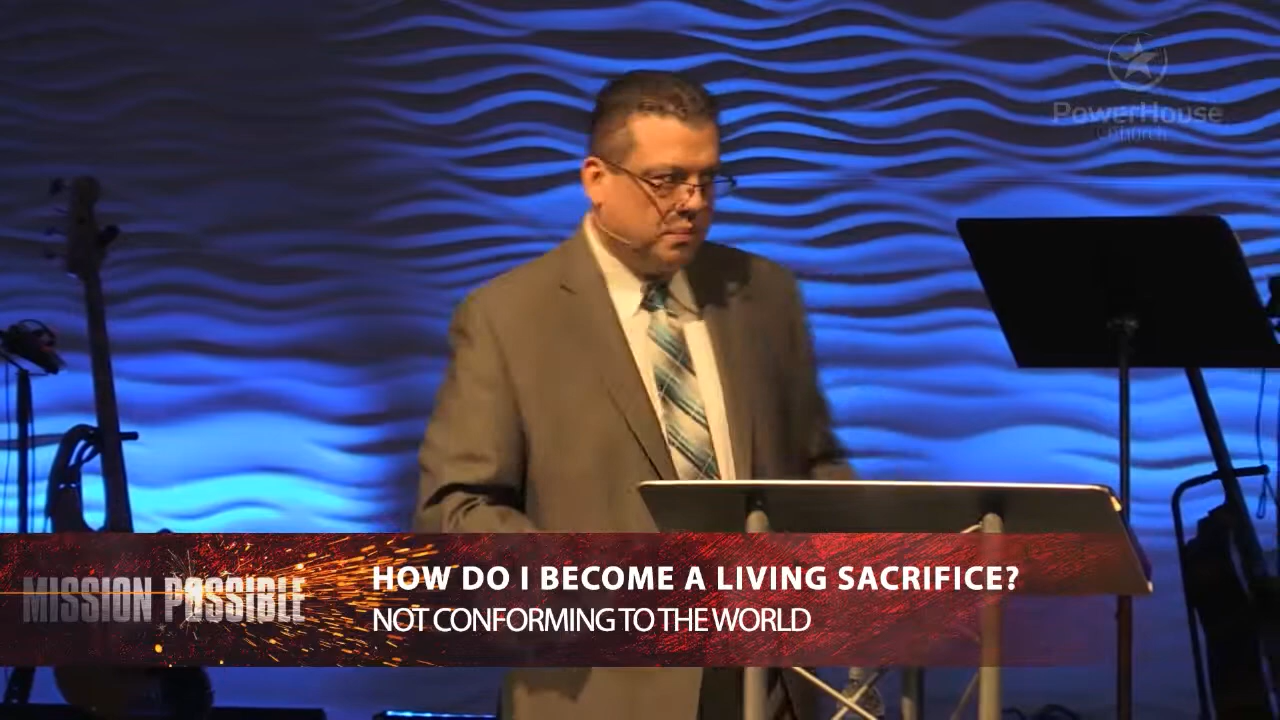 PowerHouse
church
MISSION POSSIBLE
HOW DO I BECOME A LIVING SACRIFICE?
NOT CONFORMING TO THE WORLD